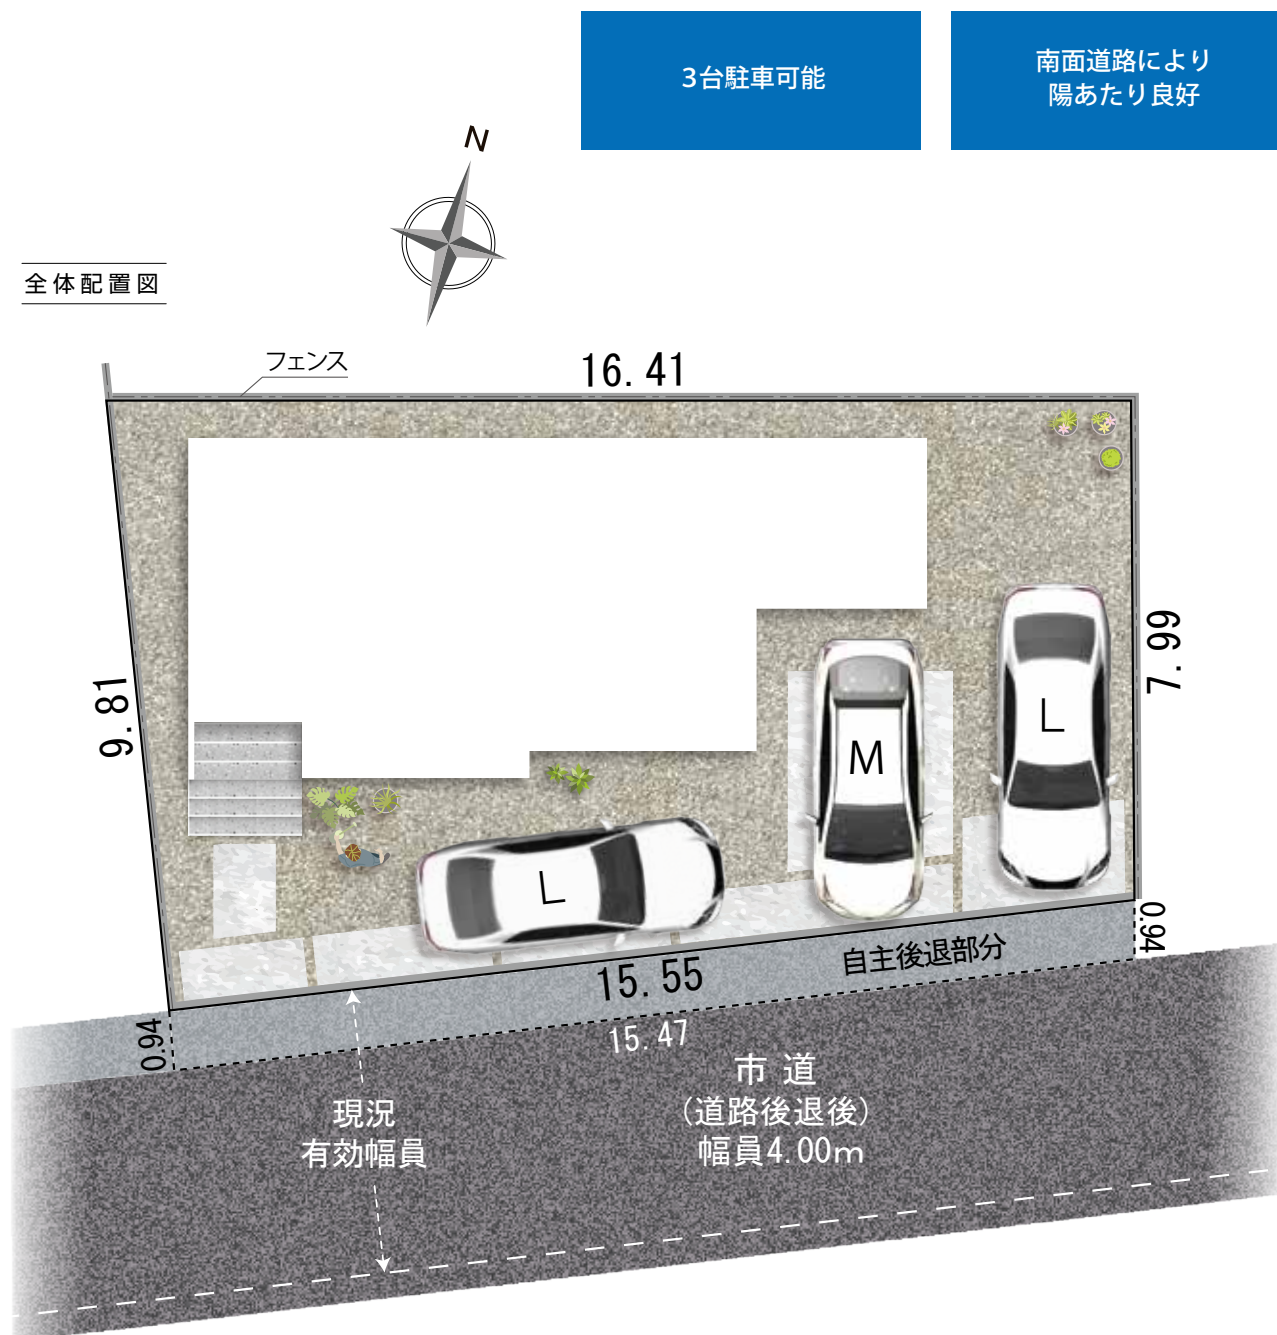 3台駐車可能
南面道路により
陽あたり良好
N
全体配置図
フェンス
16.41
9.81
7.99
L
M
L
0.94
自主後退部分
15.55
0.94
15.47
市道
(道路後退後)
幅員4.00m
現況
有効幅員